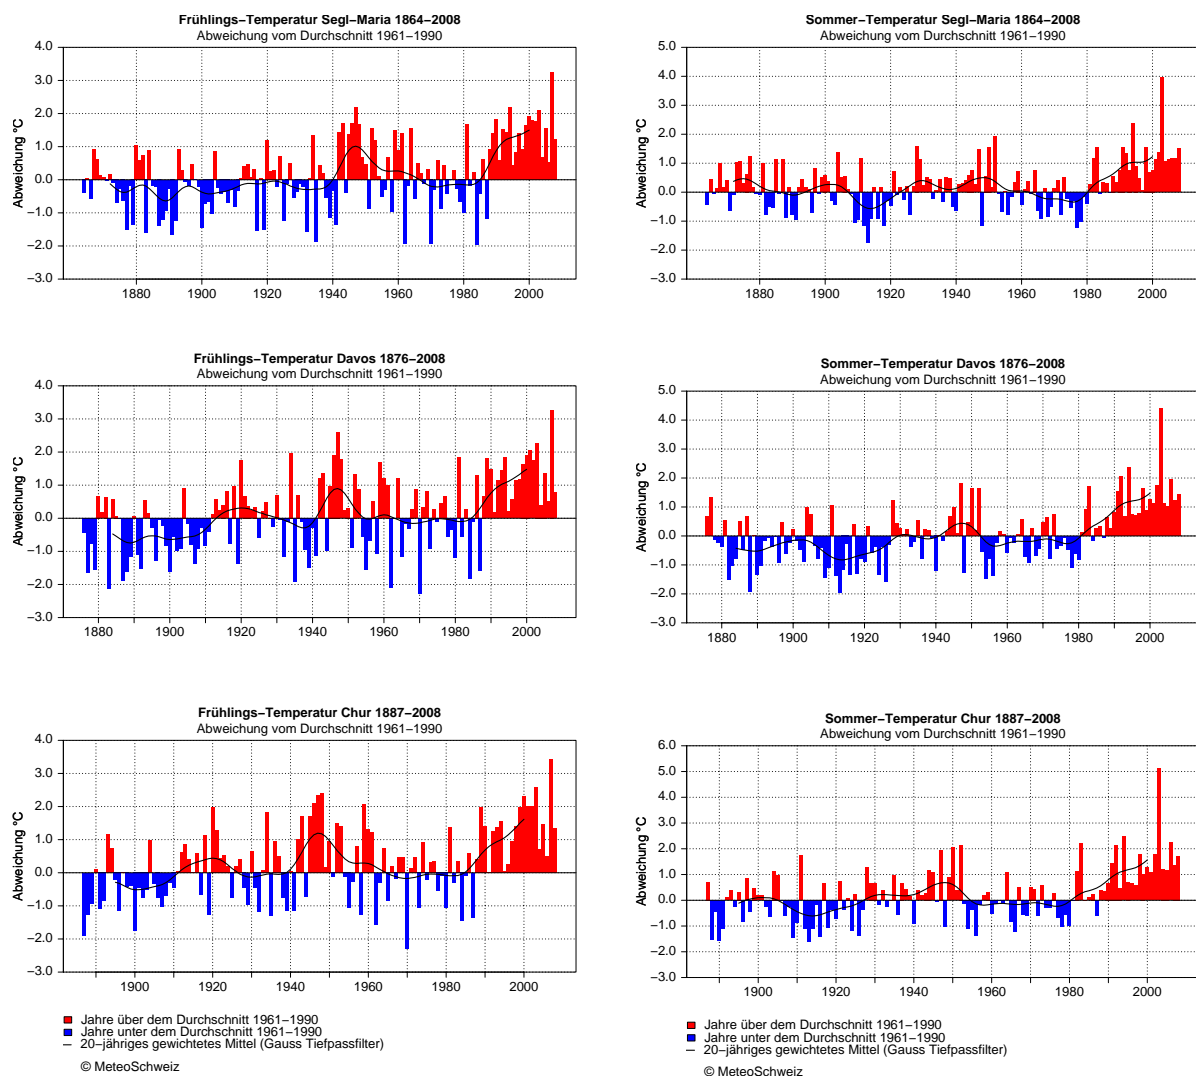 Frühlings−Temperatur Segl−Maria 1864−2008
Abweichung vom Durchschnitt 1961−1990
Abweichung °C
4.0
3.0
2.0
1.0
0.0
−1.0
−2.0
−3.0
1880 1900 1920 1940 1960 1980 2000
Sommer−Temperatur Segl−Maria 1864−2008
Abweichung vom Durchschnitt 1961−1990
Abweichung °C
5.0
4.0
3.0
2.0
1.0
0.0
−1.0
−2.0
−3.0
1880 1900 1920 1940 1960 1980 2000
Frühlings−Temperatur Davos 1876−2008
Abweichung vom Durchschnitt 1961−1990
Abweichung °C
4.0
3.0
2.0
1.0
0.0
−1.0
−2.0
−3.0
1880 1900 1920 1940 1960 1980 2000
Sommer−Temperatur Davos 1876−2008
Abweichung vom Durchschnitt 1961−1990
Abweichung °C
5.0
4.0
3.0
2.0
1.0
0.0
−1.0
−2.0
−3.0
1880 1900 1920 1940 1960 1980 2000
Frühlings−Temperatur Chur 1887−2008
Abweichung vom Durchschnitt 1961−1990
Abweichung °C
4.0
3.0
2.0
1.0
0.0
−1.0
−2.0
−3.0
1900 1920 1940 1960 1980 2000
Jahre über dem Durchschnitt 1961−1990
Jahre unter dem Durchschnitt 1961−1990
20−jähriges gewichtetes Mittel (Gauss Tiefpassfilter)
© MeteoSchweiz
Sommer−Temperatur Chur 1887−2008
Abweichung vom Durchschnitt 1961−1990
Abweichung °C
6.0
5.0
4.0
3.0
2.0
1.0
0.0
−1.0
−2.0
−3.0
1900 1920 1940 1960 1980 2000
Jahre über dem Durchschnitt 1961−1990
Jahre unter dem Durchschnitt 1961−1990
20−jähriges gewichtetes Mittel (Gauss Tiefpassfilter)
© MeteoSchweiz